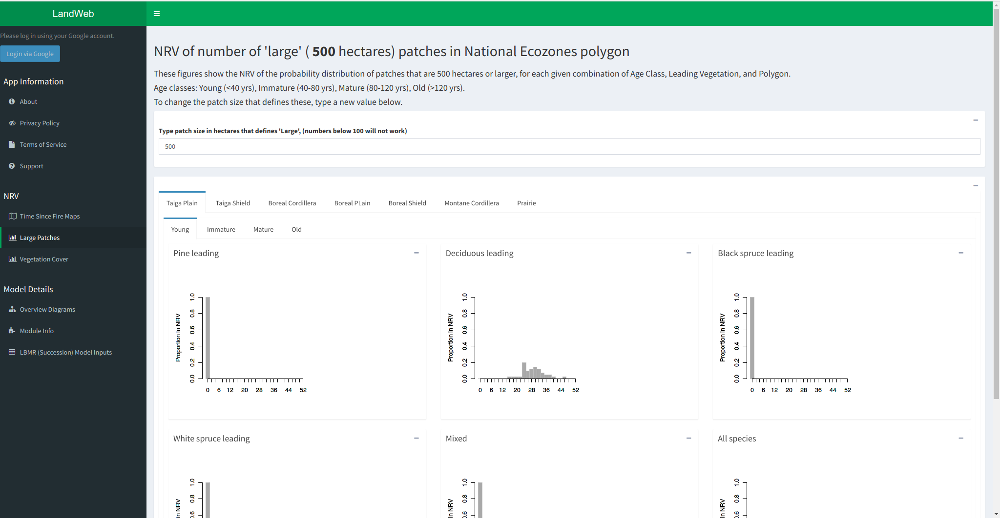 LandWeb
Please log in using your Google account.
Login via Google
App Information
About
Privacy Policy
Terms of Service
Support
NRV
Time Since Fire Maps
Large Patches
Vegetation Cover
Model Details
Overview Diagrams
Module Info
LBMR (Succession) Model Inputs
NRV of number of 'large' ( 500 hectares) patches in National Ecozones polygon
These figures show the NRV of the probability distribution of patches that are 500 hectares or larger, for each given combination of Age Class, Leading Vegetation, and Polygon.
Age classes: Young (<40 yrs), Immature (40-80 yrs), Mature (80-120 yrs), Old (>120 yrs).
To change the patch size that defines these, type a new value below.
Type patch size in hectares that defines 'Large', (numbers below 100 will not work)
500
Taiga Plain Taiga Shield Boreal Cordillera Boreal PLain Boreal Shield Montane Cordillera Prairie
Young Immature Mature Old
Pine leading
Proportion in NRV
0.0 0.2 0.4 0.6 0.8 1.0
0 6 12 20 28 36 44 52
Deciduous leading
Proportion in NRV
0.0 0.2 0.4 0.6 0.8 1.0
0 6 12 20 28 36 44 52
Black spruce leading
Proportion in NRV
0.0 0.2 0.4 0.6 0.8 1.0
0 6 12 20 28 36 44 52
White spruce leading
in NRV
0.6 0.8 1.0
Mixed
in NRV
0.6 0.8 1.0
All species
in NRV
0.6 0.8 1.0